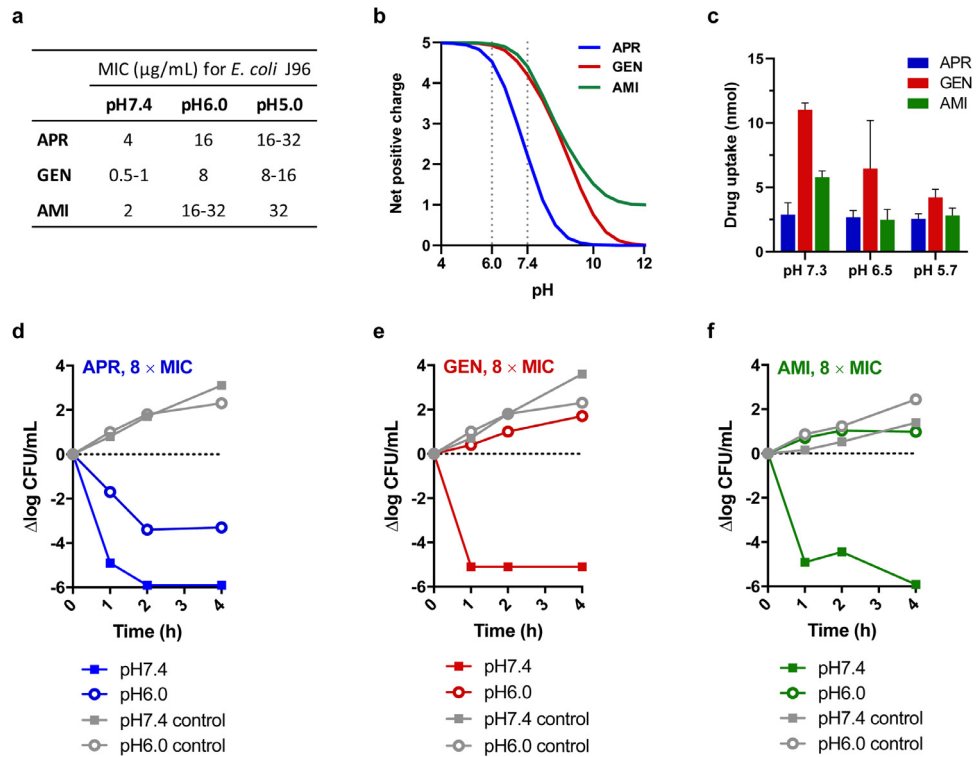 a
MIC (μg/mL) for E. coli J96
pH7.4 pH6.0 pH5.0
APR 4 16 16-32
GEN 0.5-1 8 8-16
AMI 2 16-32 32
b
Net positive charge
5
4
3
2
1
0
4 6.0 7.4 10 12
pH
APR
GEN
AMI
c
Drug uptake (nmol)
15
10
5
0
pH 7.3 pH 6.5 pH 5.7
APR
GEN
AMI
d
APR, 8 × MIC
Δlog CFU/mL
4
2
0
-2
-4
-6
0 1 2 3 4
Time (h)
pH7.4
pH6.0
pH7.4 control
pH6.0 control
e
GEN, 8 × MIC
Δlog CFU/mL
4
2
0
-2
-4
-6
0 1 2 3 4
Time (h)
pH7.4
pH6.0
pH7.4 control
pH6.0 control
f
AMI, 8 × MIC
Δlog CFU/mL
4
2
0
-2
-4
-6
0 1 2 3 4
Time (h)
pH7.4
pH6.0
pH7.4 control
pH6.0 control